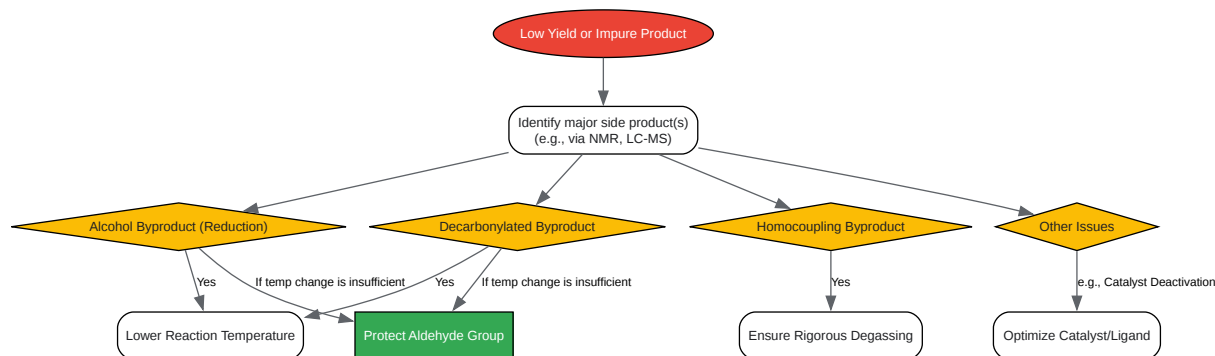 Low Yield or Impure Product
Identify major side product(s)
(e.g., via NMR, LC-MS)
Alcohol Byproduct (Reduction)
Decarbonylated Byproduct
Homocoupling Byproduct
Other Issues
Yes
If temp change is insufficient
Yes
If temp change is insufficient
Yes
e.g., Catalyst Deactivation
Lower Reaction Temperature
Protect Aldehyde Group
Ensure Rigorous Degassing
Optimize Catalyst/Ligand